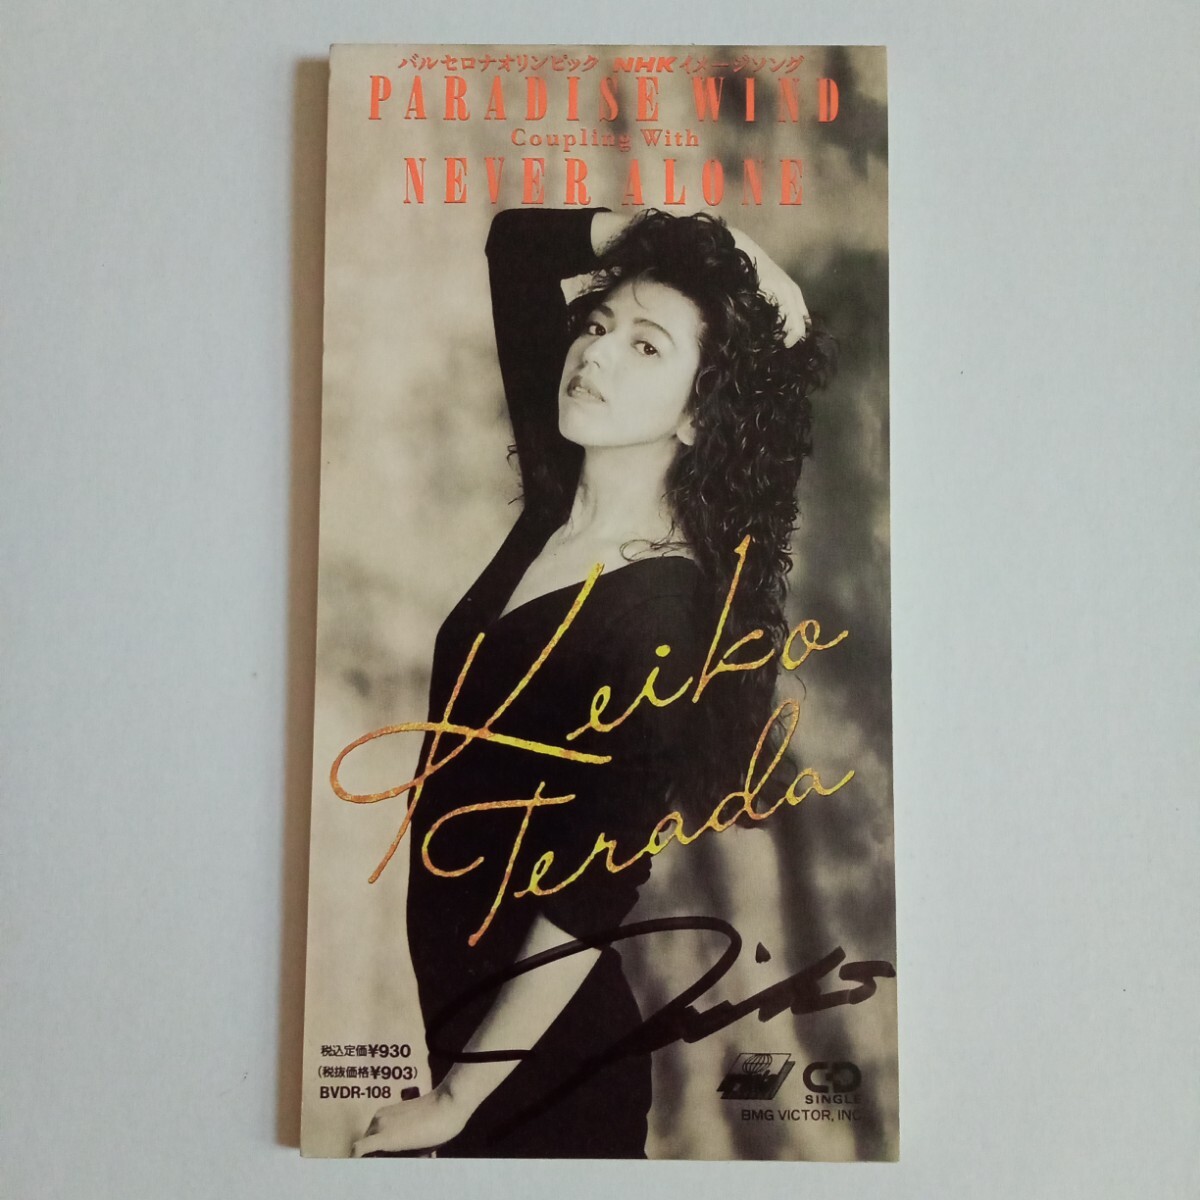 バルセロナオリンピック NHKイメージソング
PARADISE WIND
Coupling With
NEVER ALONE
Keiko
Terada
税込定価¥930
(税抜価格¥903)
BVDR-108
CD
SINGLE
BMG VICTOR, INC.